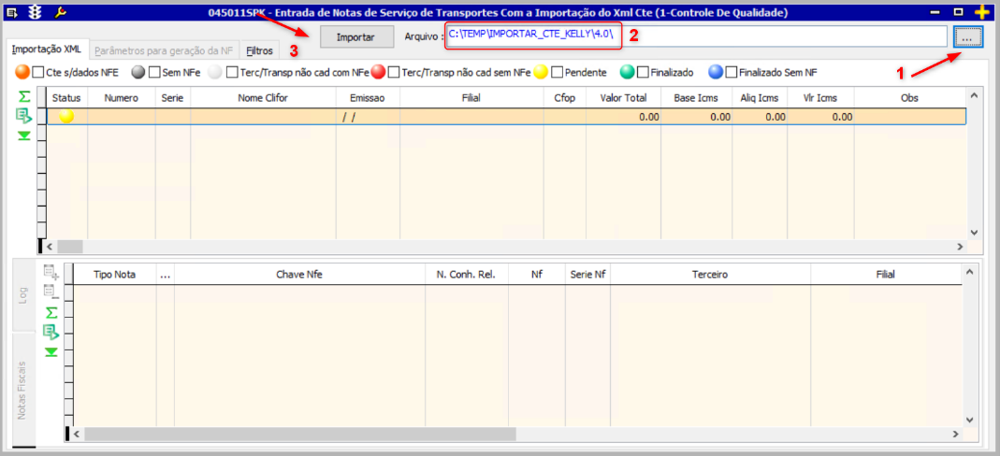 045011SPK - Entrada de Notas de Serviço de Transportes Com a Importação do Xml Cte (1-Controle De Qualidade)
3 Importar Arquivo : C:\TEMP\IMPORTAR_CTE_KELLY\4.0\ 2 ...
Importação XML Parâmetros para geração da NF Filtros
1
Cte s/dados NFE Sem NFe Terc/Transp não cad com NFe Terc/Transp não cad sem NFe Pendente Finalizado Finalizado Sem NF
Status Numero Serie Nome Clifor Emissao Filial Cfop Valor Total Base Icms Aliq Icms Vlr Icms Obs
/ / 0.00 0.00 0.00 0.00
Tipo Nota ... Chave Nfe N. Conh. Rel. Nf Serie Nf Terceiro Filial
Log
Notas Fiscais